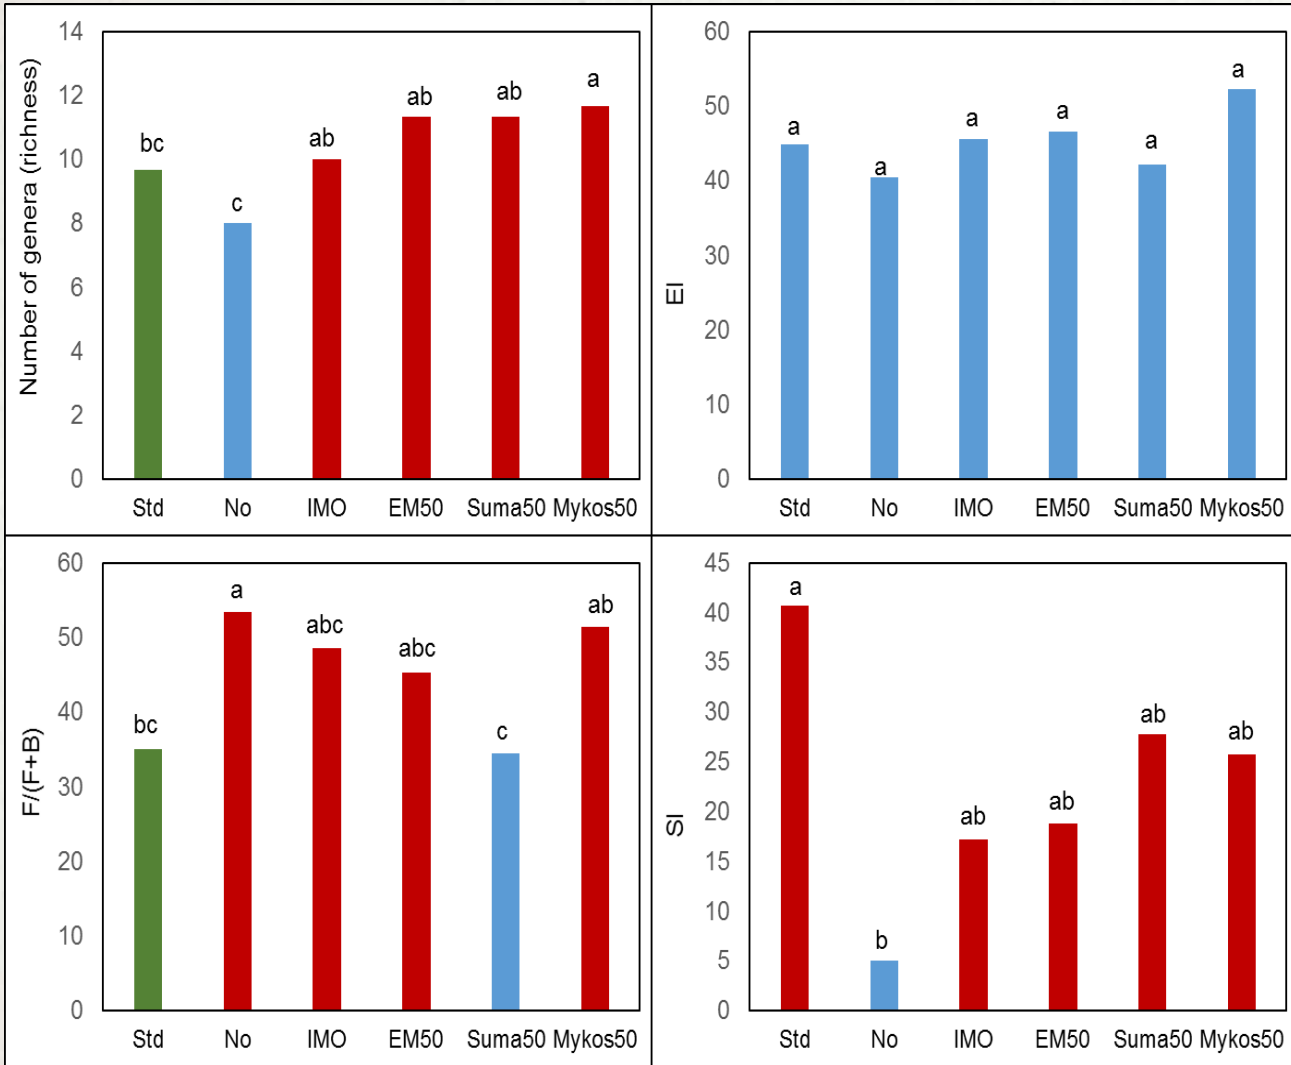 Number of genera (richness)
14
12
10
8
6
4
2
0
bc
c
ab
ab
ab
a
Std No IMO EM50 Suma50 Mykos50
EI
60
50
40
30
20
10
0
a
a
a
a
a
a
Std No IMO EM50 Suma50 Mykos50
F/(F+B)
60
50
40
30
20
10
0
bc
a
abc
abc
c
ab
Std No IMO EM50 Suma50 Mykos50
SI
45
40
35
30
25
20
15
10
5
0
a
b
ab
ab
ab
ab
Std No IMO EM50 Suma50 Mykos50